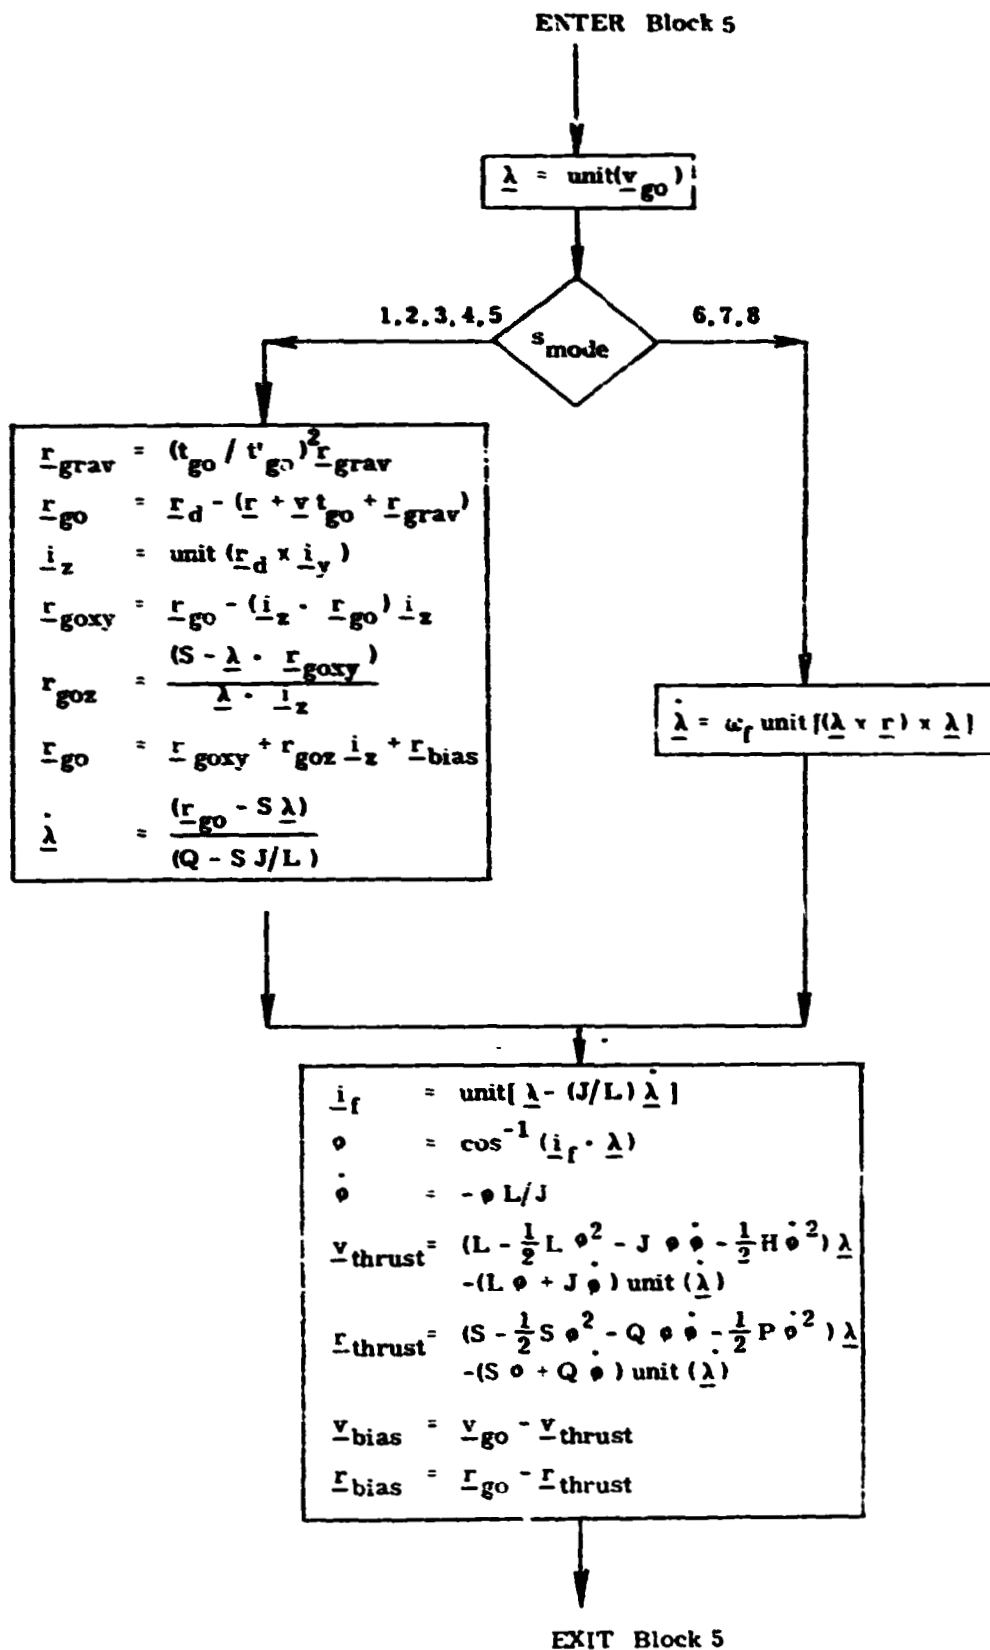 ENTER Block 5
λ = unit(v_go)
1,2,3,4,5
s_mode
6,7,8
r_grav = (t_go / t'_go)² r_grav
r_go = r_d - (r + v t_go + r_grav)
i_z = unit (r_d x i_y)
r_goxy = r_go - (i_z · r_go) i_z
r_goz = (S - λ · r_goxy) / (λ · i_z)
r_go = r_goxy + r_goz i_z + r_bias
λ̇ = (r_go - S λ) / (Q - S J/L)
λ̇ = ω_f unit [(λ x r) x λ]
i_f = unit[ λ - (J/L) λ̇ ]
φ = cos⁻¹ (i_f · λ)
φ̇ = - φ L/J
v_thrust = (L - ½ L φ² - J φ φ̇ - ½ H φ̇²) λ
-(L φ + J φ̇) unit (λ̇)
r_thrust = (S - ½ S φ² - Q φ φ̇ - ½ P φ̇²) λ
-(S φ + Q φ̇) unit (λ̇)
v_bias = v_go - v_thrust
r_bias = r_go - r_thrust
EXIT Block 5